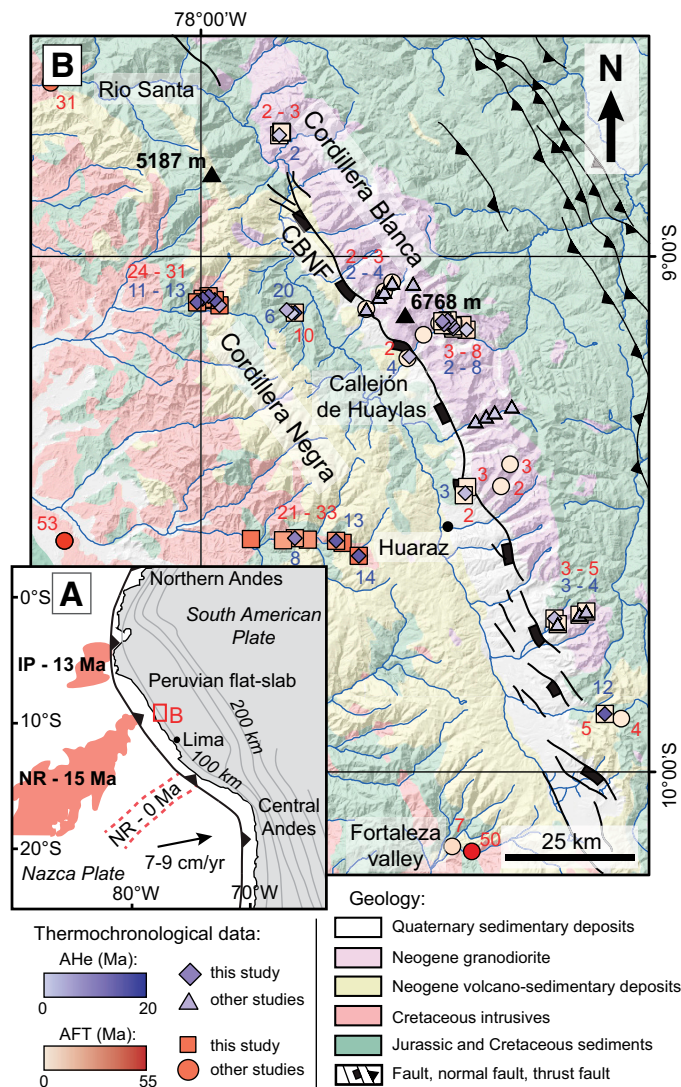 78°00'W
B
N
Rio Santa
31
5187 m
2 - 3
2
Cordillera Blanca
CBNF
9°00'S
2 - 3
2 - 4
24 - 31
11 - 13
20
6
10
6768 m
2
4
3 - 8
2 - 8
Cordillera Negra
Callejón
de Huaylas
3
3
2
3
2
53
21 - 33
8
13
14
Huaraz
3 - 5
3 - 4
12
5
4
10°00'S
7
50
Fortaleza
valley
25 km
A
Northern Andes
0°S
South American
Plate
IP - 13 Ma
Peruvian flat-slab
B
200 km
10°S
Lima
100 km
NR - 15 Ma
NR - 0 Ma
Central
Andes
20°S
7-9 cm/yr
Nazca Plate
80°W
70°W
Thermochronological data:
AHe (Ma):
0
20
this study
other studies
AFT (Ma):
0
55
this study
other studies
Geology:
Quaternary sedimentary deposits
Neogene granodiorite
Neogene volcano-sedimentary deposits
Cretaceous intrusives
Jurassic and Cretaceous sediments
Fault, normal fault, thrust fault